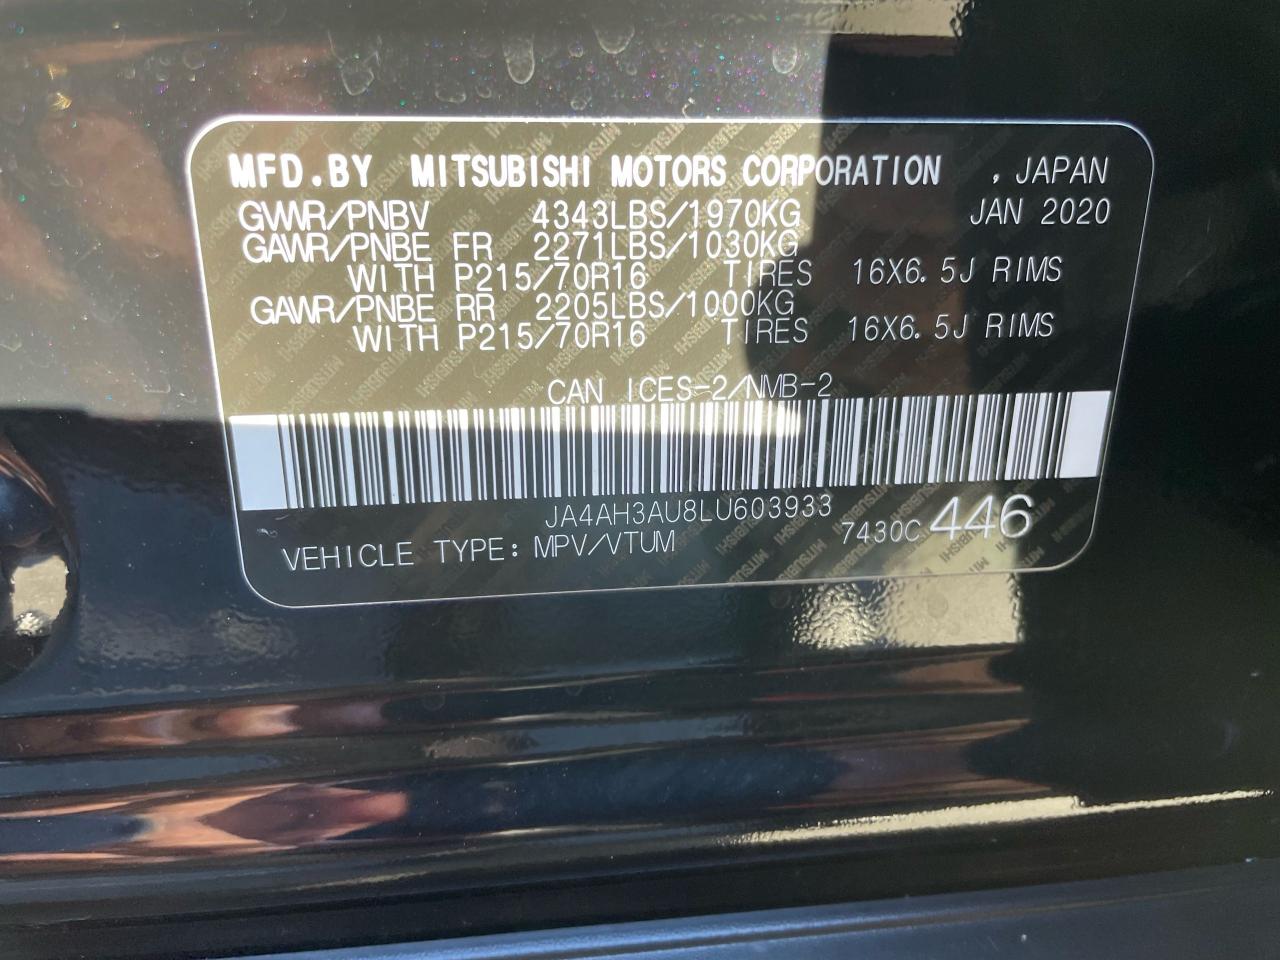 MFD.BY MITSUBISHI MOTORS CORPORATION , JAPAN
GVWR/PNBV 4343LBS/1970KG JAN 2020
GAWR/PNBE FR 2271LBS/1030KG
WITH P215/70R16 TIRES 16X6.5J RIMS
GAWR/PNBE RR 2205LBS/1000KG
WITH P215/70R16 TIRES 16X6.5J RIMS
CAN ICES-2/NMB-2
JA4AH3AU8LU603933
7430C 446
VEHICLE TYPE: MPV/VTUM